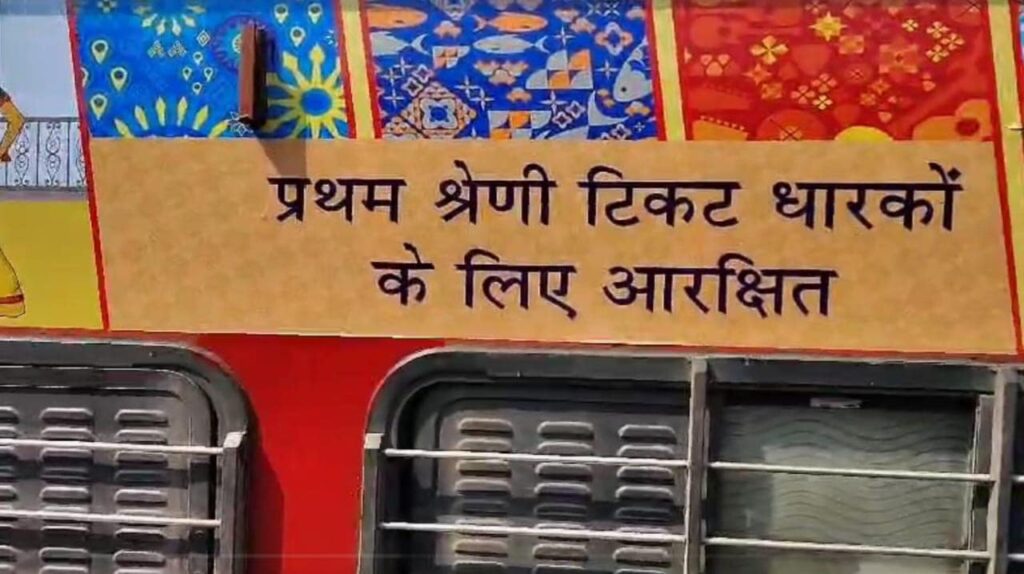 प्रथम श्रेणी टिकट धारकों
के लिए आरक्षित